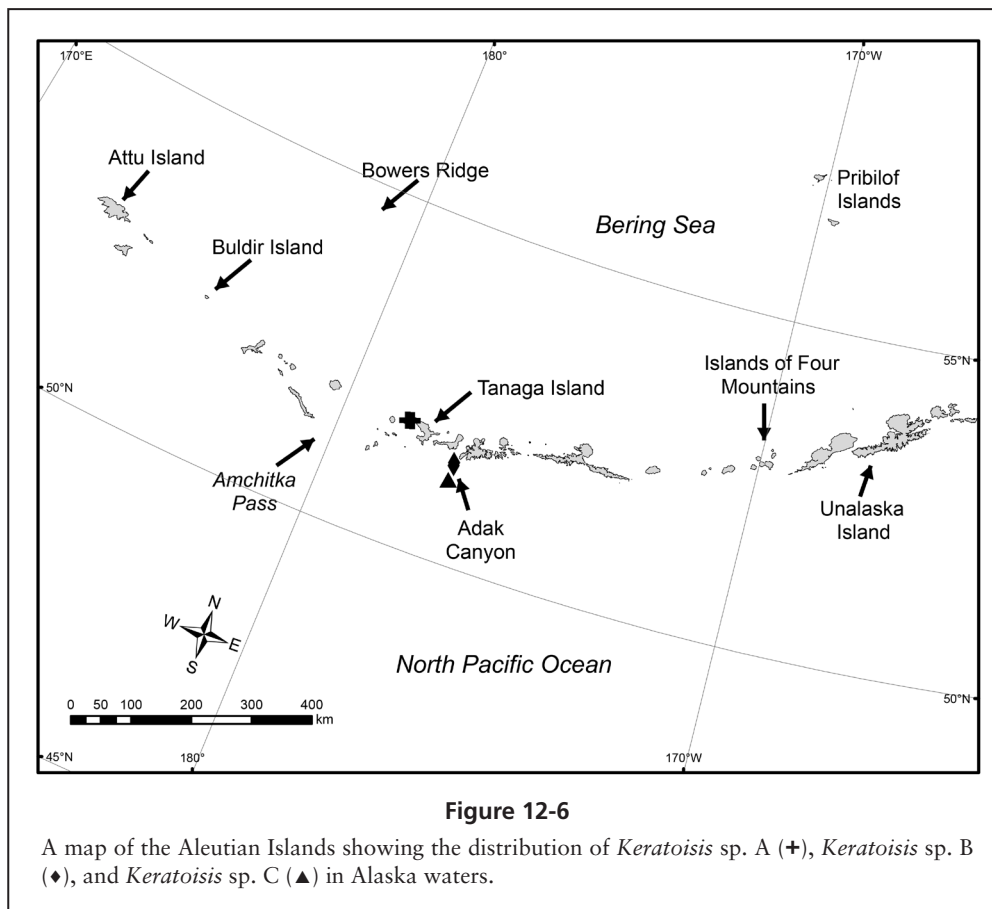 170°E
180°
170°W
Attu Island
Bowers Ridge
Pribilof
Islands
Bering Sea
Buldir Island
55°N
Islands of Four
Mountains
50°N
Tanaga Island
Amchitka
Pass
Unalaska
Island
Adak
Canyon
N
W
E
S
North Pacific Ocean
0 50 100 200 300 400
km
50°N
45°N
180°
170°W
Figure 12-6
A map of the Aleutian Islands showing the distribution of Keratoisis sp. A (+), Keratoisis sp. B
(♦), and Keratoisis sp. C (▲) in Alaska waters.